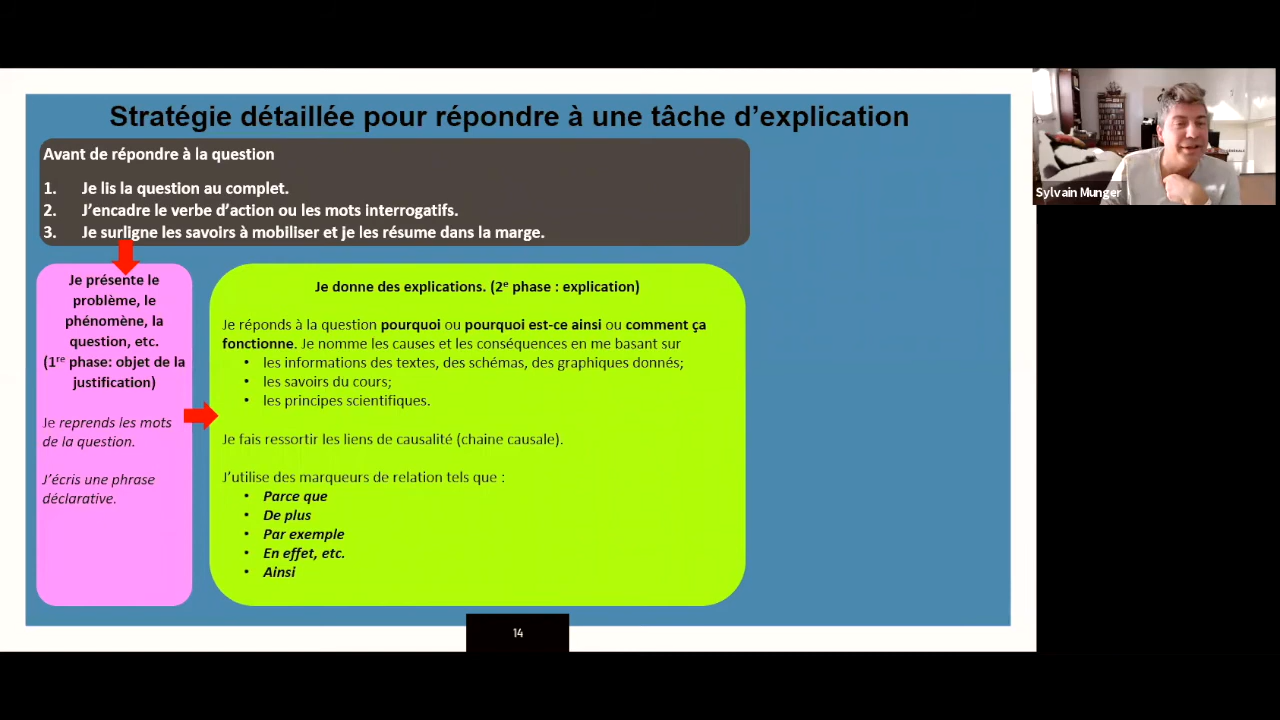 Stratégie détaillée pour répondre à une tâche d’explication
Avant de répondre à la question
1. Je lis la question au complet.
2. J’encadre le verbe d’action ou les mots interrogatifs.
3. Je surligne les savoirs à mobiliser et je les résume dans la marge.
Je présente le
problème, le
phénomène, la
question, etc.
(1re phase: objet de la
justification)
Je reprends les mots
de la question.
J’écris une phrase
déclarative.
Je donne des explications. (2e phase : explication)
Je réponds à la question pourquoi ou pourquoi est-ce ainsi ou comment ça
fonctionne. Je nomme les causes et les conséquences en me basant sur
• les informations des textes, des schémas, des graphiques donnés;
• les savoirs du cours;
• les principes scientifiques.
Je fais ressortir les liens de causalité (chaine causale).
J’utilise des marqueurs de relation tels que :
• Parce que
• De plus
• Par exemple
• En effet, etc.
• Ainsi
14
Sylvain Munger